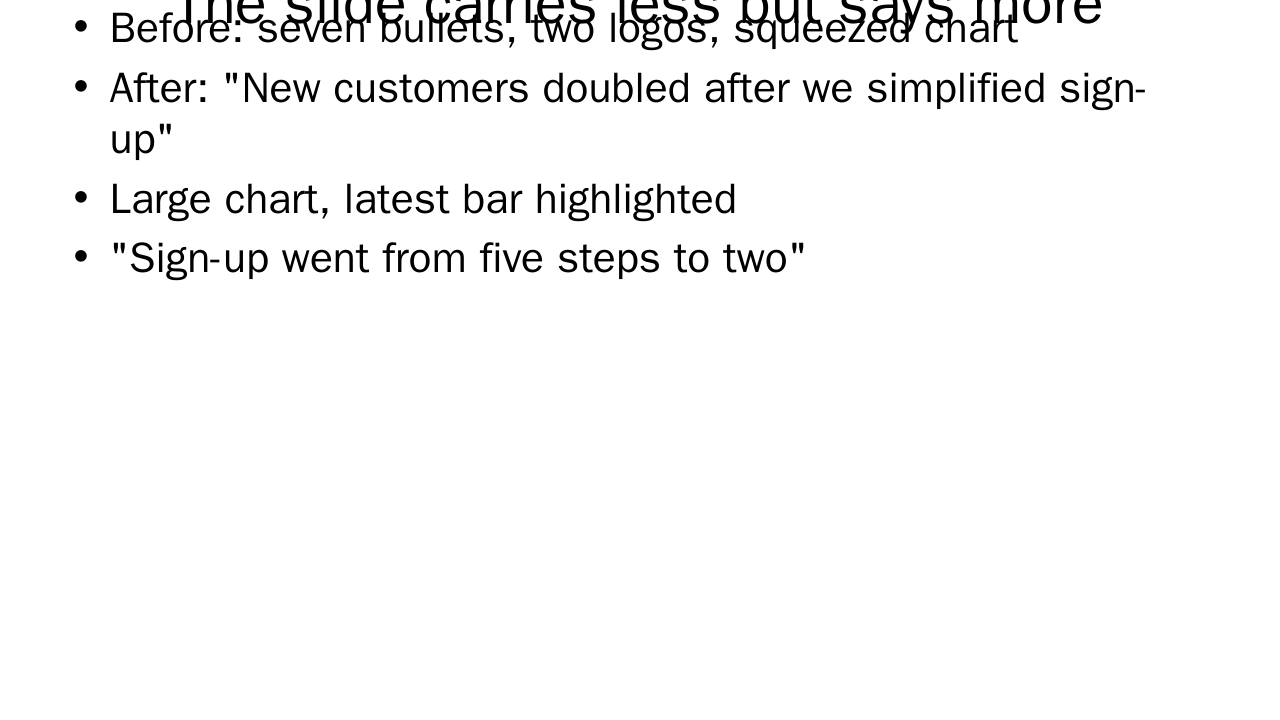 The slide carries less but says more
• Before: seven bullets, two logos, squeezed chart
• After: "New customers doubled after we simplified sign-
up"
• Large chart, latest bar highlighted
• "Sign-up went from five steps to two"